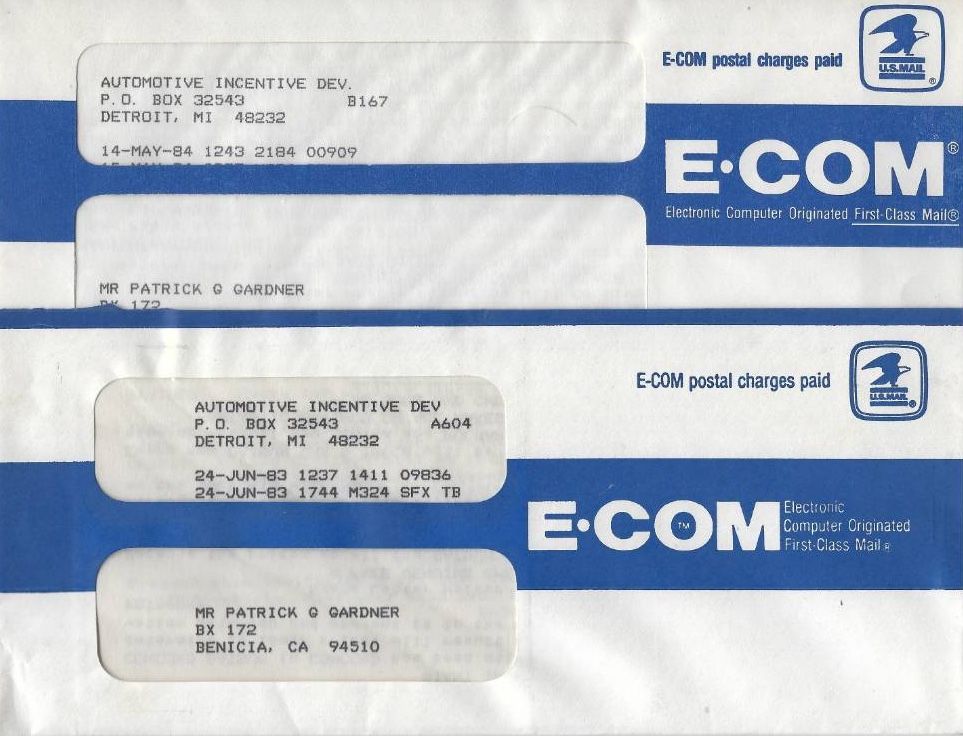 E-COM postal charges paid
U.S.MAIL ®
AUTOMOTIVE INCENTIVE DEV.
P.O. BOX 32543 B167
DETROIT, MI 48232
14-MAY-84 1243 2184 00909
E·COM®
Electronic Computer Originated First-Class Mail®
MR PATRICK G GARDNER
BX 172
E-COM postal charges paid
U.S.MAIL ®
AUTOMOTIVE INCENTIVE DEV
P.O. BOX 32543 A604
DETROIT, MI 48232
24-JUN-83 1237 1411 09836
24-JUN-83 1744 M324 SFX TB
E·COM™
Electronic
Computer Originated
First-Class Mail®
MR PATRICK G GARDNER
BX 172
BENICIA, CA 94510